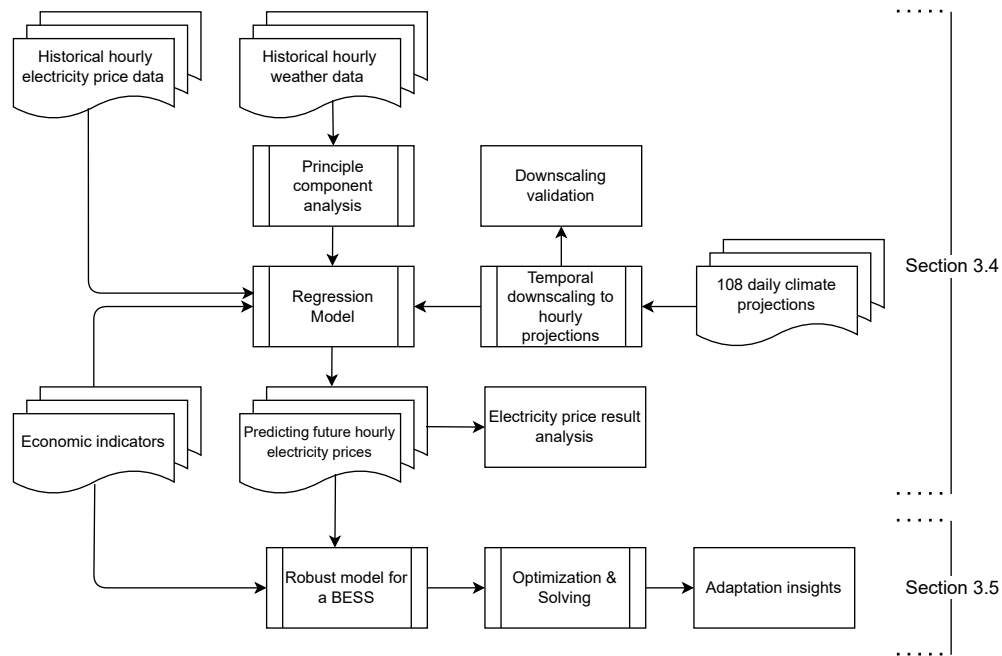 Historical hourly
electricity price data
Historical hourly
weather data
Principle
component
analysis
Downscaling
validation
Section 3.4
Regression
Model
Temporal
downscaling to
hourly
projections
108 daily climate
projections
Economic indicators
Predicting future hourly
electricity prices
Electricity price result
analysis
Robust model for
a BESS
Optimization &
Solving
Adaptation insights
Section 3.5